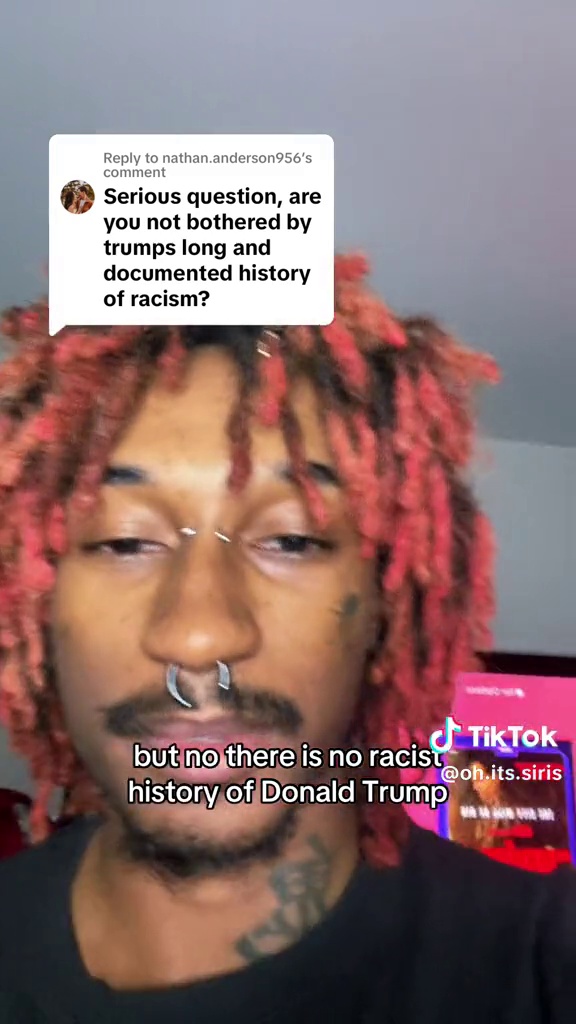 Reply to nathan.anderson956's
comment
Serious question, are
you not bothered by
trumps long and
documented history
of racism?
TikTok
@oh.its.siris
but no there is no racist
history of Donald Trump